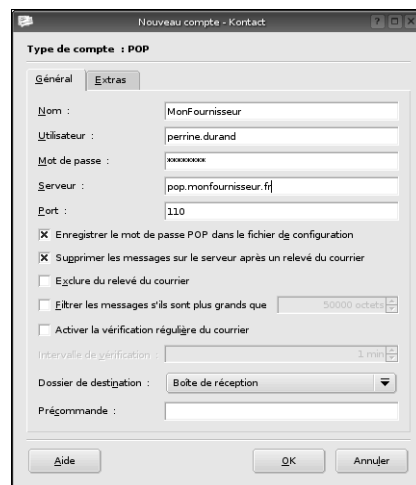 Nouveau compte - Kontact
Type de compte : POP
Général Extras
Nom : MonFournisseur
Utilisateur : perrine.durand
Mot de passe : ********
Serveur : pop.monfournisseur.fr
Port : 110
Enregistrer le mot de passe POP dans le fichier de configuration
Supprimer les messages sur le serveur après un relevé du courrier
Exclure du relevé du courrier
Filtrer les messages s'ils sont plus grands que 50000 octets
Activer la vérification régulière du courrier
Intervalle de vérification : 1 min
Dossier de destination : Boîte de réception
Précommande :
Aide OK Annuler